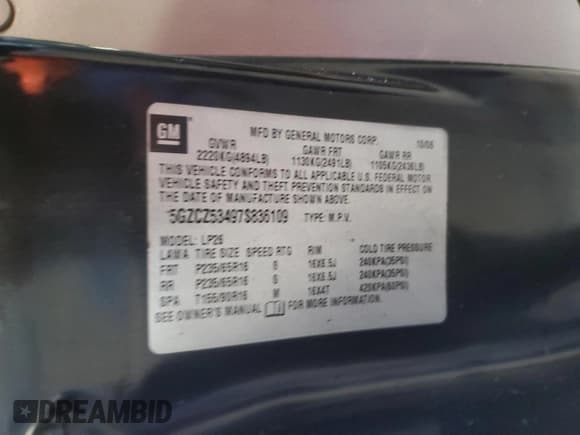 GM
MFD BY GENERAL MOTORS CORP. 10/06
GVWR GAWR FRT GAWR RR
2220KG(4894LB) 1130KG(2491LB) 1105KG(2436LB)
THIS VEHICLE CONFORMS TO ALL APPLICABLE U.S. FEDERAL MOTOR
VEHICLE SAFETY AND THEFT PREVENTION STANDARDS IN EFFECT ON
THE DATE OF MANUFACTURE SHOWN ABOVE.
5GZCZ53497S836109 TYPE: M.P.V.
MODEL: LP26
LAMA TIRE SIZE SPEED RTG RIM COLD TIRE PRESSURE
FRT P235/65R16 S 16X6.5J 240KPA(35PSI)
RR P235/65R16 S 16X6.5J 240KPA(35PSI)
SPA T155/90R16 M 16X4T 420KPA(60PSI)
SEE OWNER'S MANUAL FOR MORE INFORMATION.
DREAMBID